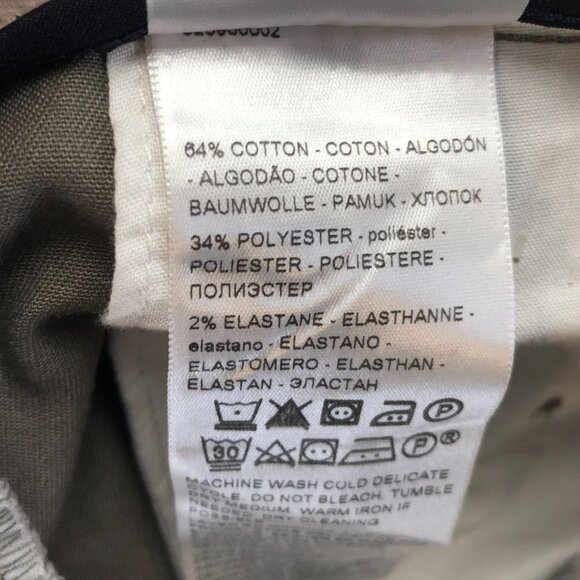 64% COTTON - COTON - ALGODÓN
- ALGODÃO - COTONE -
BAUMWOLLE - PAMUK - ХЛОПОК
34% POLYESTER - poliéster -
POLIESTER - POLIESTERE -
ПОЛИЭСТЕР
2% ELASTANE - ELASTHANNE -
elastano - ELASTANO -
ELASTOMERO - ELASTHAN -
ELASTAN - ЭЛАСТАН
P
30 P®
MACHINE WASH COLD DELICATE
CYCLE. DO NOT BLEACH. TUMBLE
DRY MEDIUM. WARM IRON IF
NEEDED. DRY CLEANING